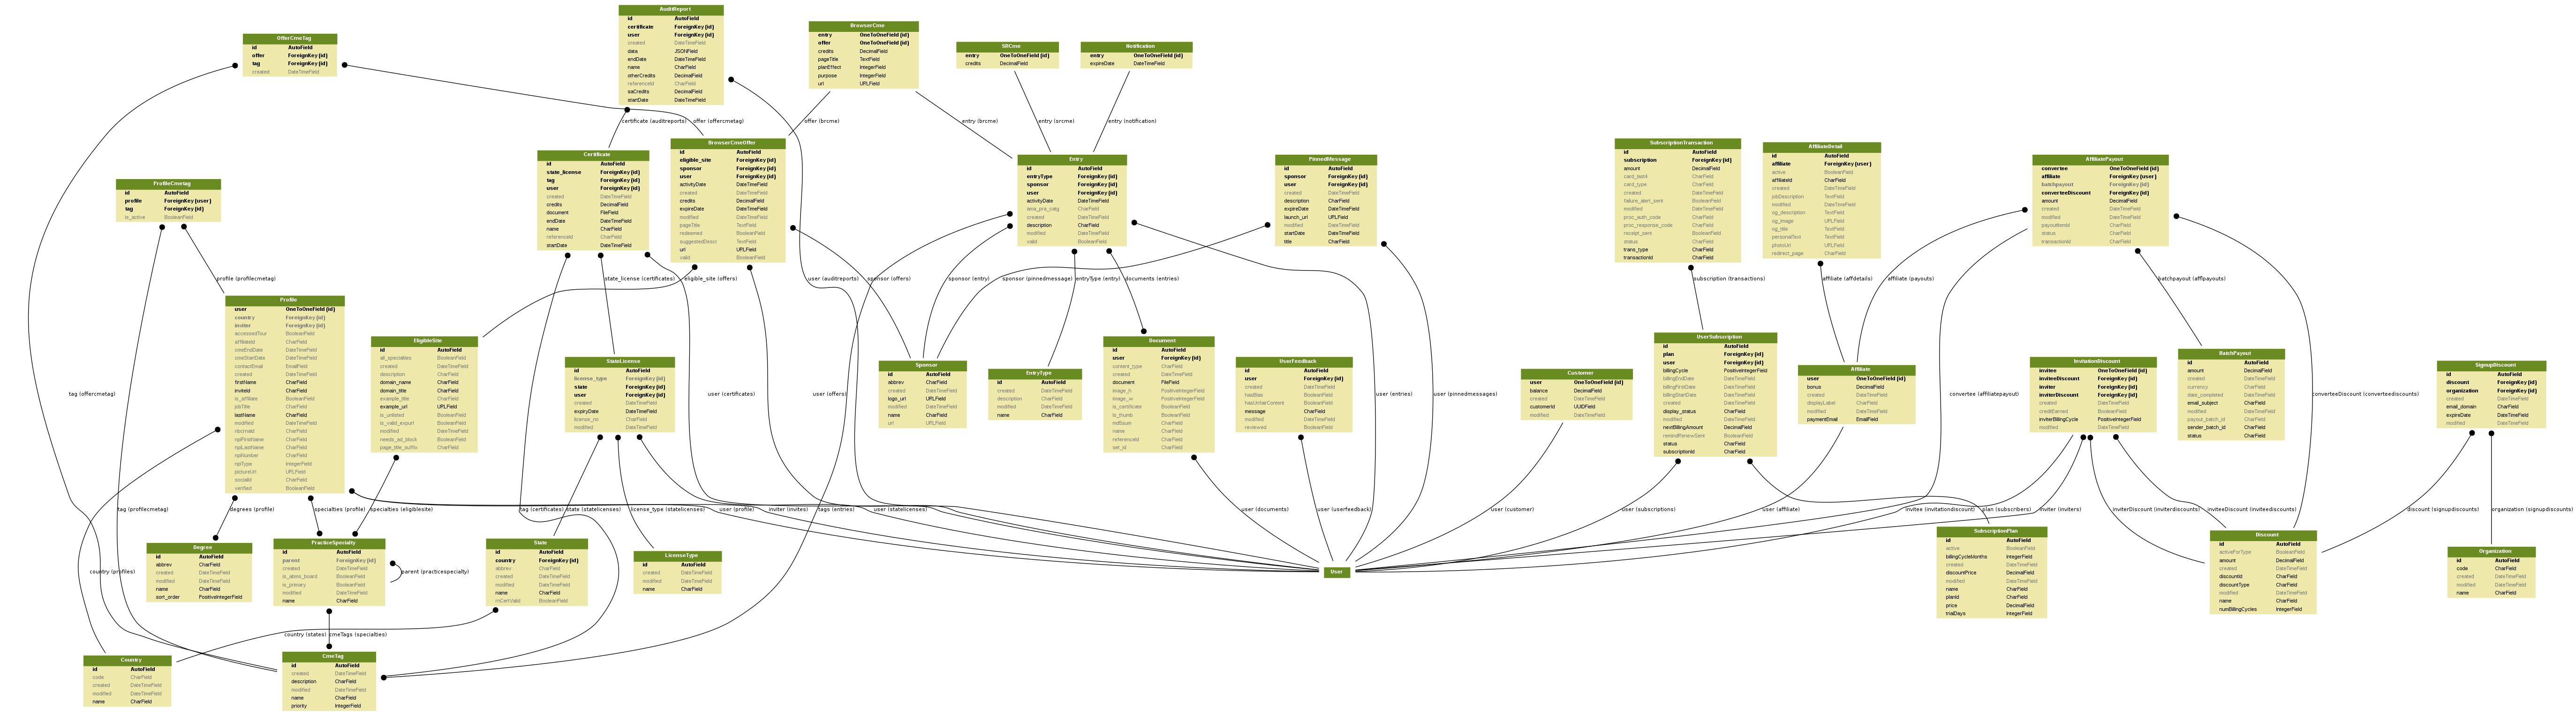 AuditReport
id AutoField
certificate ForeignKey (id)
user ForeignKey (id)
created DateTimeField
data JSONField
endDate DateTimeField
name CharField
otherCredits DecimalField
referenceId CharField
saCredits DecimalField
startDate DateTimeField
BrowserCme
entry OneToOneField (id)
offer OneToOneField (id)
credits DecimalField
pageTitle TextField
planEffect IntegerField
purpose IntegerField
url URLField
OfferCmeTag
id AutoField
offer ForeignKey (id)
tag ForeignKey (id)
created DateTimeField
SRCme
entry OneToOneField (id)
credits DecimalField
Notification
entry OneToOneField (id)
expireDate DateTimeField
certificate (auditreports)
offer (offercmetag)
offer (brcme)
entry (brcme)
entry (srcme)
entry (notification)
BrowserCmeOffer
id AutoField
eligible_site ForeignKey (id)
sponsor ForeignKey (id)
user ForeignKey (id)
activityDate DateTimeField
created DateTimeField
credits DecimalField
expireDate DateTimeField
modified DateTimeField
pageTitle TextField
redeemed BooleanField
suggestedDescr TextField
url URLField
valid BooleanField
Certificate
id AutoField
state_license ForeignKey (id)
tag ForeignKey (id)
user ForeignKey (id)
created DateTimeField
credits DecimalField
document FileField
endDate DateTimeField
name CharField
referenceId CharField
startDate DateTimeField
Entry
id AutoField
entryType ForeignKey (id)
sponsor ForeignKey (id)
user ForeignKey (id)
activityDate DateTimeField
ama_pra_catg CharField
created DateTimeField
description CharField
modified DateTimeField
valid BooleanField
PinnedMessage
id AutoField
sponsor ForeignKey (id)
user ForeignKey (id)
created DateTimeField
description CharField
expireDate DateTimeField
launch_url URLField
modified DateTimeField
startDate DateTimeField
title CharField
SubscriptionTransaction
id AutoField
subscription ForeignKey (id)
amount DecimalField
card_last4 CharField
card_type CharField
created DateTimeField
failure_alert_sent BooleanField
modified DateTimeField
proc_auth_code CharField
proc_response_code CharField
receipt_sent BooleanField
status CharField
trans_type CharField
transactionId CharField
AffiliateDetail
id AutoField
affiliate ForeignKey (user)
active BooleanField
affiliateId CharField
created DateTimeField
jobDescription TextField
modified DateTimeField
og_description TextField
og_image URLField
og_title TextField
personalText TextField
photoUrl URLField
redirect_page CharField
AffiliatePayout
convertee OneToOneField (id)
affiliate ForeignKey (user)
batchpayout ForeignKey (id)
converteeDiscount ForeignKey (id)
amount DecimalField
created DateTimeField
modified DateTimeField
payoutItemId CharField
status CharField
transactionId CharField
ProfileCmetag
id AutoField
profile ForeignKey (user)
tag ForeignKey (id)
is_active BooleanField
profile (profilecmetag)
state_license (certificates)
eligible_site (offers)
user (auditreports)
sponsor (offers)
sponsor (entry)
sponsor (pinnedmessage)
entryType (entry)
documents (entries)
subscription (transactions)
affiliate (affdetails)
affiliate (payouts)
batchpayout (affpayouts)
Profile
user OneToOneField (id)
country ForeignKey (id)
inviter ForeignKey (id)
accessedTour BooleanField
affiliateId CharField
cmeEndDate DateTimeField
cmeStartDate DateTimeField
contactEmail EmailField
created DateTimeField
firstName CharField
inviteId CharField
is_affiliate BooleanField
jobTitle CharField
lastName CharField
modified DateTimeField
nbcrnaId CharField
npiFirstName CharField
npiLastName CharField
npiNumber CharField
npiType IntegerField
pictureUrl URLField
socialId CharField
verified BooleanField
EligibleSite
id AutoField
all_specialties BooleanField
created DateTimeField
description CharField
domain_name CharField
domain_title CharField
example_title CharField
example_url URLField
is_unlisted BooleanField
is_valid_expurl BooleanField
modified DateTimeField
needs_ad_block BooleanField
page_title_suffix CharField
StateLicense
id AutoField
license_type ForeignKey (id)
state ForeignKey (id)
user ForeignKey (id)
created DateTimeField
expiryDate DateTimeField
license_no CharField
modified DateTimeField
Sponsor
id AutoField
abbrev CharField
created DateTimeField
logo_url URLField
modified DateTimeField
name CharField
url URLField
EntryType
id AutoField
created DateTimeField
description CharField
modified DateTimeField
name CharField
Document
id AutoField
user ForeignKey (id)
content_type CharField
created DateTimeField
document FileField
image_h PositiveIntegerField
image_w PositiveIntegerField
is_certificate BooleanField
is_thumb BooleanField
md5sum CharField
name CharField
referenceId CharField
set_id CharField
UserFeedback
id AutoField
user ForeignKey (id)
created DateTimeField
hasBias BooleanField
hasUnfairContent BooleanField
message CharField
modified DateTimeField
reviewed BooleanField
Customer
user OneToOneField (id)
balance DecimalField
created DateTimeField
customerId UUIDField
modified DateTimeField
UserSubscription
id AutoField
plan ForeignKey (id)
user ForeignKey (id)
billingCycle PositiveIntegerField
billingEndDate DateTimeField
billingFirstDate DateTimeField
billingStartDate DateTimeField
created DateTimeField
display_status CharField
modified DateTimeField
nextBillingAmount DecimalField
remindRenewSent BooleanField
status CharField
subscriptionId CharField
Affiliate
user OneToOneField (id)
bonus DecimalField
created DateTimeField
displayLabel CharField
modified DateTimeField
paymentEmail EmailField
InvitationDiscount
invitee OneToOneField (id)
inviteeDiscount ForeignKey (id)
inviter ForeignKey (id)
inviterDiscount ForeignKey (id)
created DateTimeField
creditEarned BooleanField
inviterBillingCycle PositiveIntegerField
modified DateTimeField
BatchPayout
id AutoField
amount DecimalField
created DateTimeField
currency CharField
date_completed DateTimeField
email_subject CharField
modified DateTimeField
payout_batch_id CharField
sender_batch_id CharField
status CharField
SignupDiscount
id AutoField
discount ForeignKey (id)
organization ForeignKey (id)
created DateTimeField
email_domain CharField
expireDate DateTimeField
modified DateTimeField
tag (offercmetag)
user (certificates)
user (offers)
user (entries)
user (pinnedmessages)
convertee (affiliatepayout)
converteeDiscount (converteediscounts)
tag (profilecmetag)
degrees (profile)
specialties (profile)
specialties (eligiblesite)
tag (certificates)
state (statelicenses)
license_type (statelicenses)
user (profile)
inviter (invites)
tags (entries)
user (statelicenses)
user (documents)
user (userfeedback)
user (customer)
user (subscriptions)
user (affiliate)
invitee (invitationdiscount)
plan (subscribers)
inviter (inviters)
inviterDiscount (inviterdiscounts)
inviteeDiscount (inviteediscounts)
discount (signupdiscounts)
organization (signupdiscounts)
Degree
id AutoField
abbrev CharField
created DateTimeField
modified DateTimeField
name CharField
sort_order PositiveIntegerField
PracticeSpecialty
id AutoField
parent ForeignKey (id)
created DateTimeField
is_abms_board BooleanField
is_primary BooleanField
modified DateTimeField
name CharField
country (profiles)
parent (practicespecialty)
State
id AutoField
country ForeignKey (id)
abbrev CharField
created DateTimeField
modified DateTimeField
name CharField
rnCertValid BooleanField
LicenseType
id AutoField
created DateTimeField
modified DateTimeField
name CharField
User
SubscriptionPlan
id AutoField
active BooleanField
billingCycleMonths IntegerField
created DateTimeField
discountPrice DecimalField
modified DateTimeField
name CharField
planId CharField
price DecimalField
trialDays IntegerField
Discount
id AutoField
activeForType BooleanField
amount DecimalField
created DateTimeField
discountId CharField
discountType CharField
modified DateTimeField
name CharField
numBillingCycles IntegerField
Organization
id AutoField
code CharField
created DateTimeField
modified DateTimeField
name CharField
country (states)
cmeTags (specialties)
Country
id AutoField
code CharField
created DateTimeField
modified DateTimeField
name CharField
CmeTag
id AutoField
created DateTimeField
description CharField
modified DateTimeField
name CharField
priority IntegerField